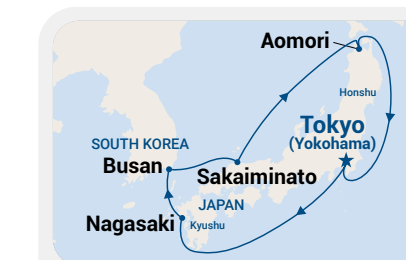 Aomori
Honshu
Tokyo
(Yokohama)
SOUTH KOREA
Busan
Sakaiminato
JAPAN
Nagasaki
Kyushu